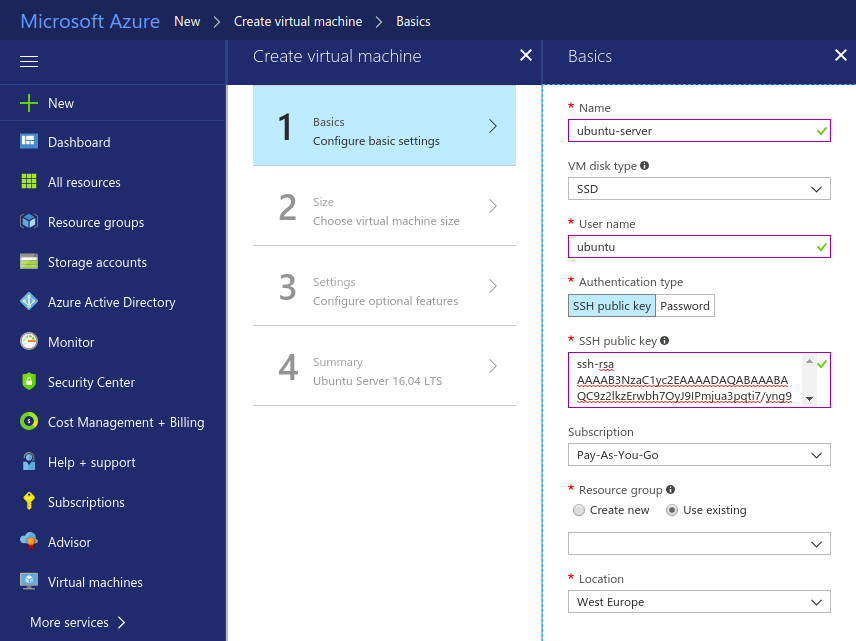 Microsoft Azure New > Create virtual machine > Basics
New
Dashboard
All resources
Resource groups
Storage accounts
Azure Active Directory
Monitor
Security Center
Cost Management + Billing
Help + support
Subscriptions
Advisor
Virtual machines
More services >
Create virtual machine
1
Basics
Configure basic settings
2
Size
Choose virtual machine size
3
Settings
Configure optional features
4
Summary
Ubuntu Server 16.04 LTS
Basics
* Name
ubuntu-server
VM disk type
SSD
* User name
ubuntu
* Authentication type
SSH public key Password
* SSH public key
ssh-rsa
AAAAB3NzaC1yc2EAAAADAQABAAABA
QC9z2lkzErwbh7OyJ9IPmjua3pqti7/yng9
Subscription
Pay-As-You-Go
* Resource group
Create new Use existing
* Location
West Europe